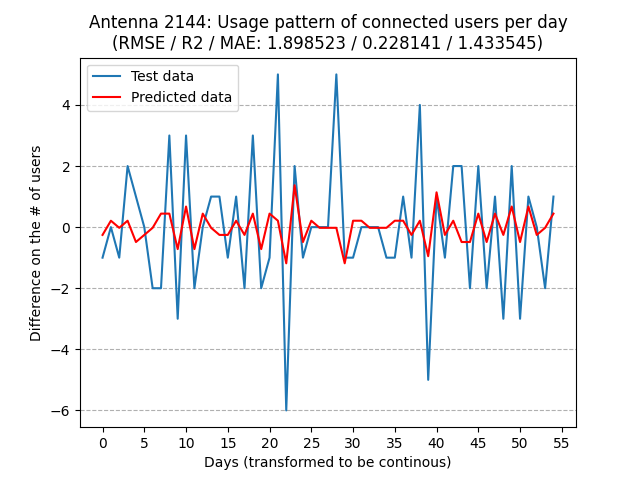 Antenna 2144: Usage pattern of connected users per day
(RMSE / R2 / MAE: 1.898523 / 0.228141 / 1.433545)
Test data
Predicted data
Difference on the # of users
4
2
0
−2
−4
−6
0 5 10 15 20 25 30 35 40 45 50 55
Days (transformed to be continous)